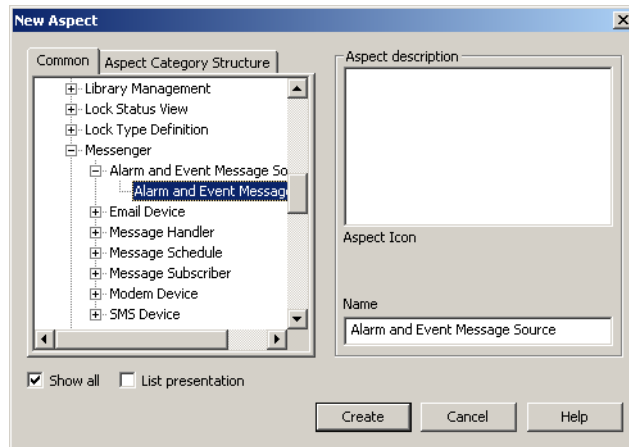 New Aspect
Common
Aspect Category Structure
Library Management
Lock Status View
Lock Type Definition
Messenger
Alarm and Event Message So
Alarm and Event Message
Email Device
Message Handler
Message Schedule
Message Subscriber
Modem Device
SMS Device
Aspect description
Aspect Icon
Name
Alarm and Event Message Source
Show all
List presentation
Create
Cancel
Help